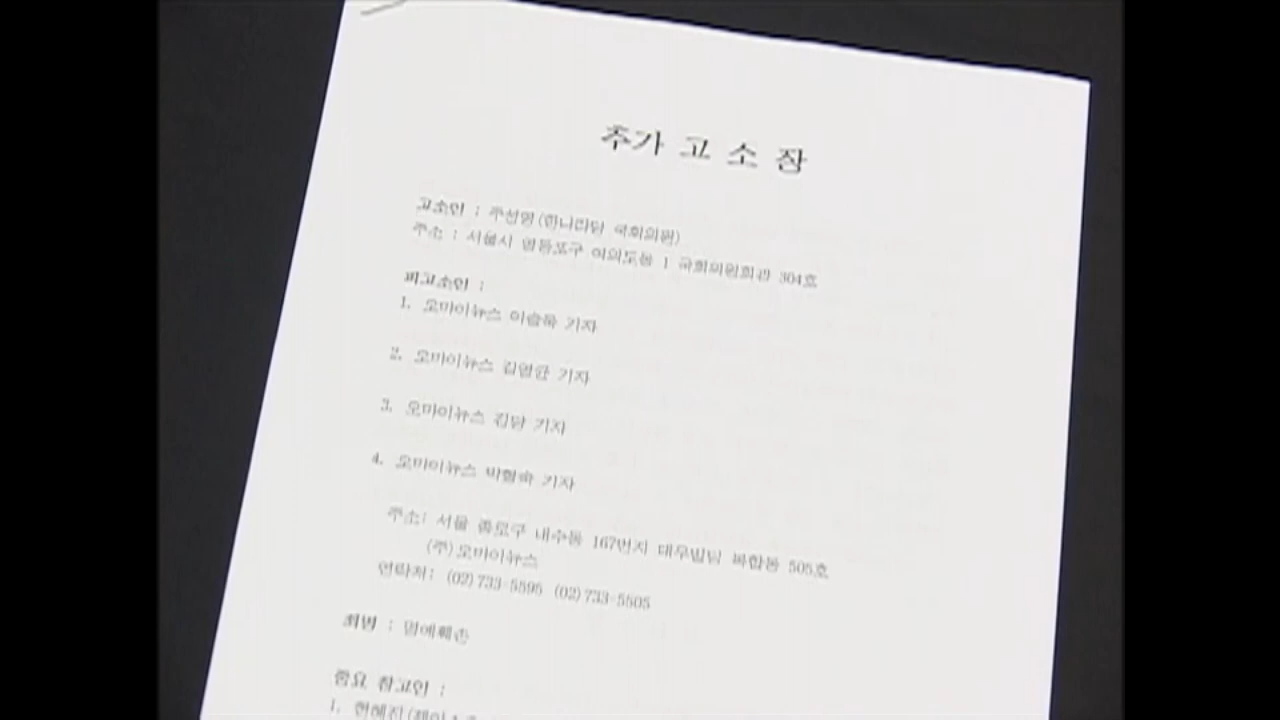 추가 고 소 장
고소인 : 주성영(한나라당 국회의원)
주소 : 서울시 영등포구 여의도동 1 국회의원회관 304호
피고소인 :
1. 오마이뉴스 이승욱 기자
2. 오마이뉴스 김영균 기자
3. 오마이뉴스 김당 기자
4. 오마이뉴스 박형숙 기자
주소: 서울 종로구 내수동 167번지 대우빌딩 복합동 505호
(주)오마이뉴스
연락처: (02)733-5595 (02)733-5505
죄명 : 명예훼손
중요 참고인 :
1.